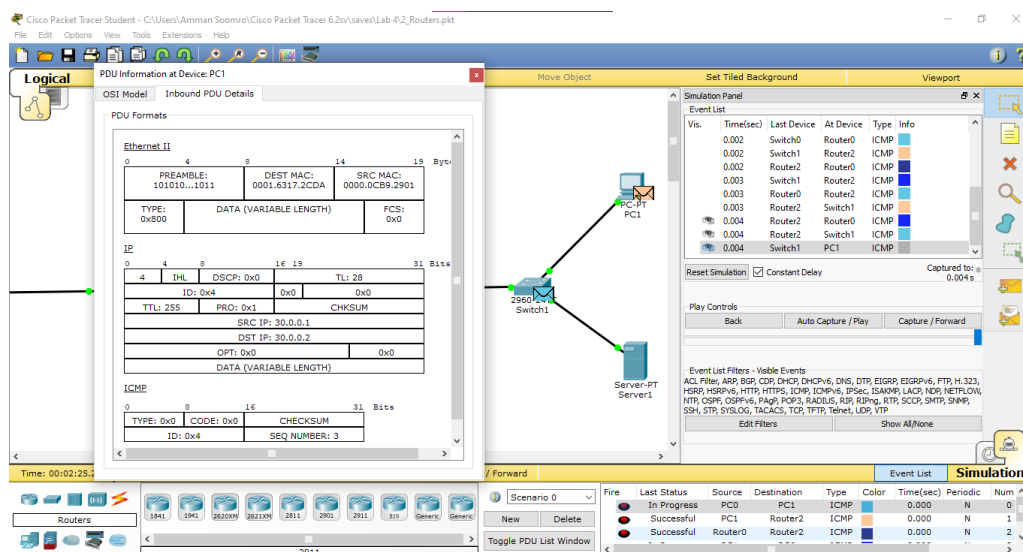 Cisco Packet Tracer Student - C:\Users\Amman Soomro\Cisco Packet Tracer 6.2sv\saves\Lab 4\2_Routers.pkt
File Edit Options View Tools Extensions Help
Logical
Move Object
Set Tiled Background
Viewport
PDU Information at Device: PC1
OSI Model
Inbound PDU Details
PDU Formats
Ethernet II
0 4 8 14 19 Byt
PREAMBLE: 101010...1011
DEST MAC: 0001.6317.2CDA
SRC MAC: 0000.0CB9.2901
TYPE: 0x800
DATA (VARIABLE LENGTH)
FCS: 0x0
IP
0 4 8 16 19 31 Bits
4 IHL DSCP: 0x0 TL: 28
ID: 0x4 0x0 0x0
TTL: 255 PRO: 0x1 CHKSUM
SRC IP: 30.0.0.1
DST IP: 30.0.0.2
OPT: 0x0 0x0
DATA (VARIABLE LENGTH)
ICMP
0 8 16 31 Bits
TYPE: 0x0 CODE: 0x0 CHECKSUM
ID: 0x4 SEQ NUMBER: 3
PC-PT
PC1
Switch1
Server-PT
Server1
Simulation Panel
Event List
Vis. Time(sec) Last Device At Device Type Info
0.002 Switch0 Router0 ICMP
0.002 Switch1 Router2 ICMP
0.002 Router2 Router0 ICMP
0.003 Switch1 Router2 ICMP
0.003 Router0 Router2 ICMP
0.003 Router2 Switch1 ICMP
0.004 Router2 Router0 ICMP
0.004 Router2 Switch1 ICMP
0.004 Switch1 PC1 ICMP
Reset Simulation Constant Delay
Captured to: *
0.004 s
Play Controls
Back Auto Capture / Play Capture / Forward
Event List Filters - Visible Events
ACL Filter, ARP, BGP, CDP, DHCP, DHCPv6, DNS, DTP, EIGRP, EIGRPv6, FTP, H.323,
HSRP, HSRPv6, HTTP, HTTPS, ICMP, ICMPv6, IPSec, ISAKMP, LACP, NDP, NETFLOW,
NTP, OSPF, OSPFv6, PAgP, POP3, RADIUS, RIP, RIPng, RTP, SCCP, SMTP, SNMP,
SSH, STP, SYSLOG, TACACS, TCP, TFTP, Telnet, UDP, VTP
Edit Filters Show All/None
Time: 00:02:25.2
/ Forward
Event List
Simulation
Routers
1841 1941 2620XM 2621XM 2811 2901 2911 819 Generic Generic
2911
Scenario 0
New Delete
Toggle PDU List Window
Fire Last Status Source Destination Type Color Time(sec) Periodic Num
In Progress PC0 PC1 ICMP 0.000 N 0
Successful PC1 Router2 ICMP 0.000 N 1
Successful Router0 Router2 ICMP 0.000 N 2